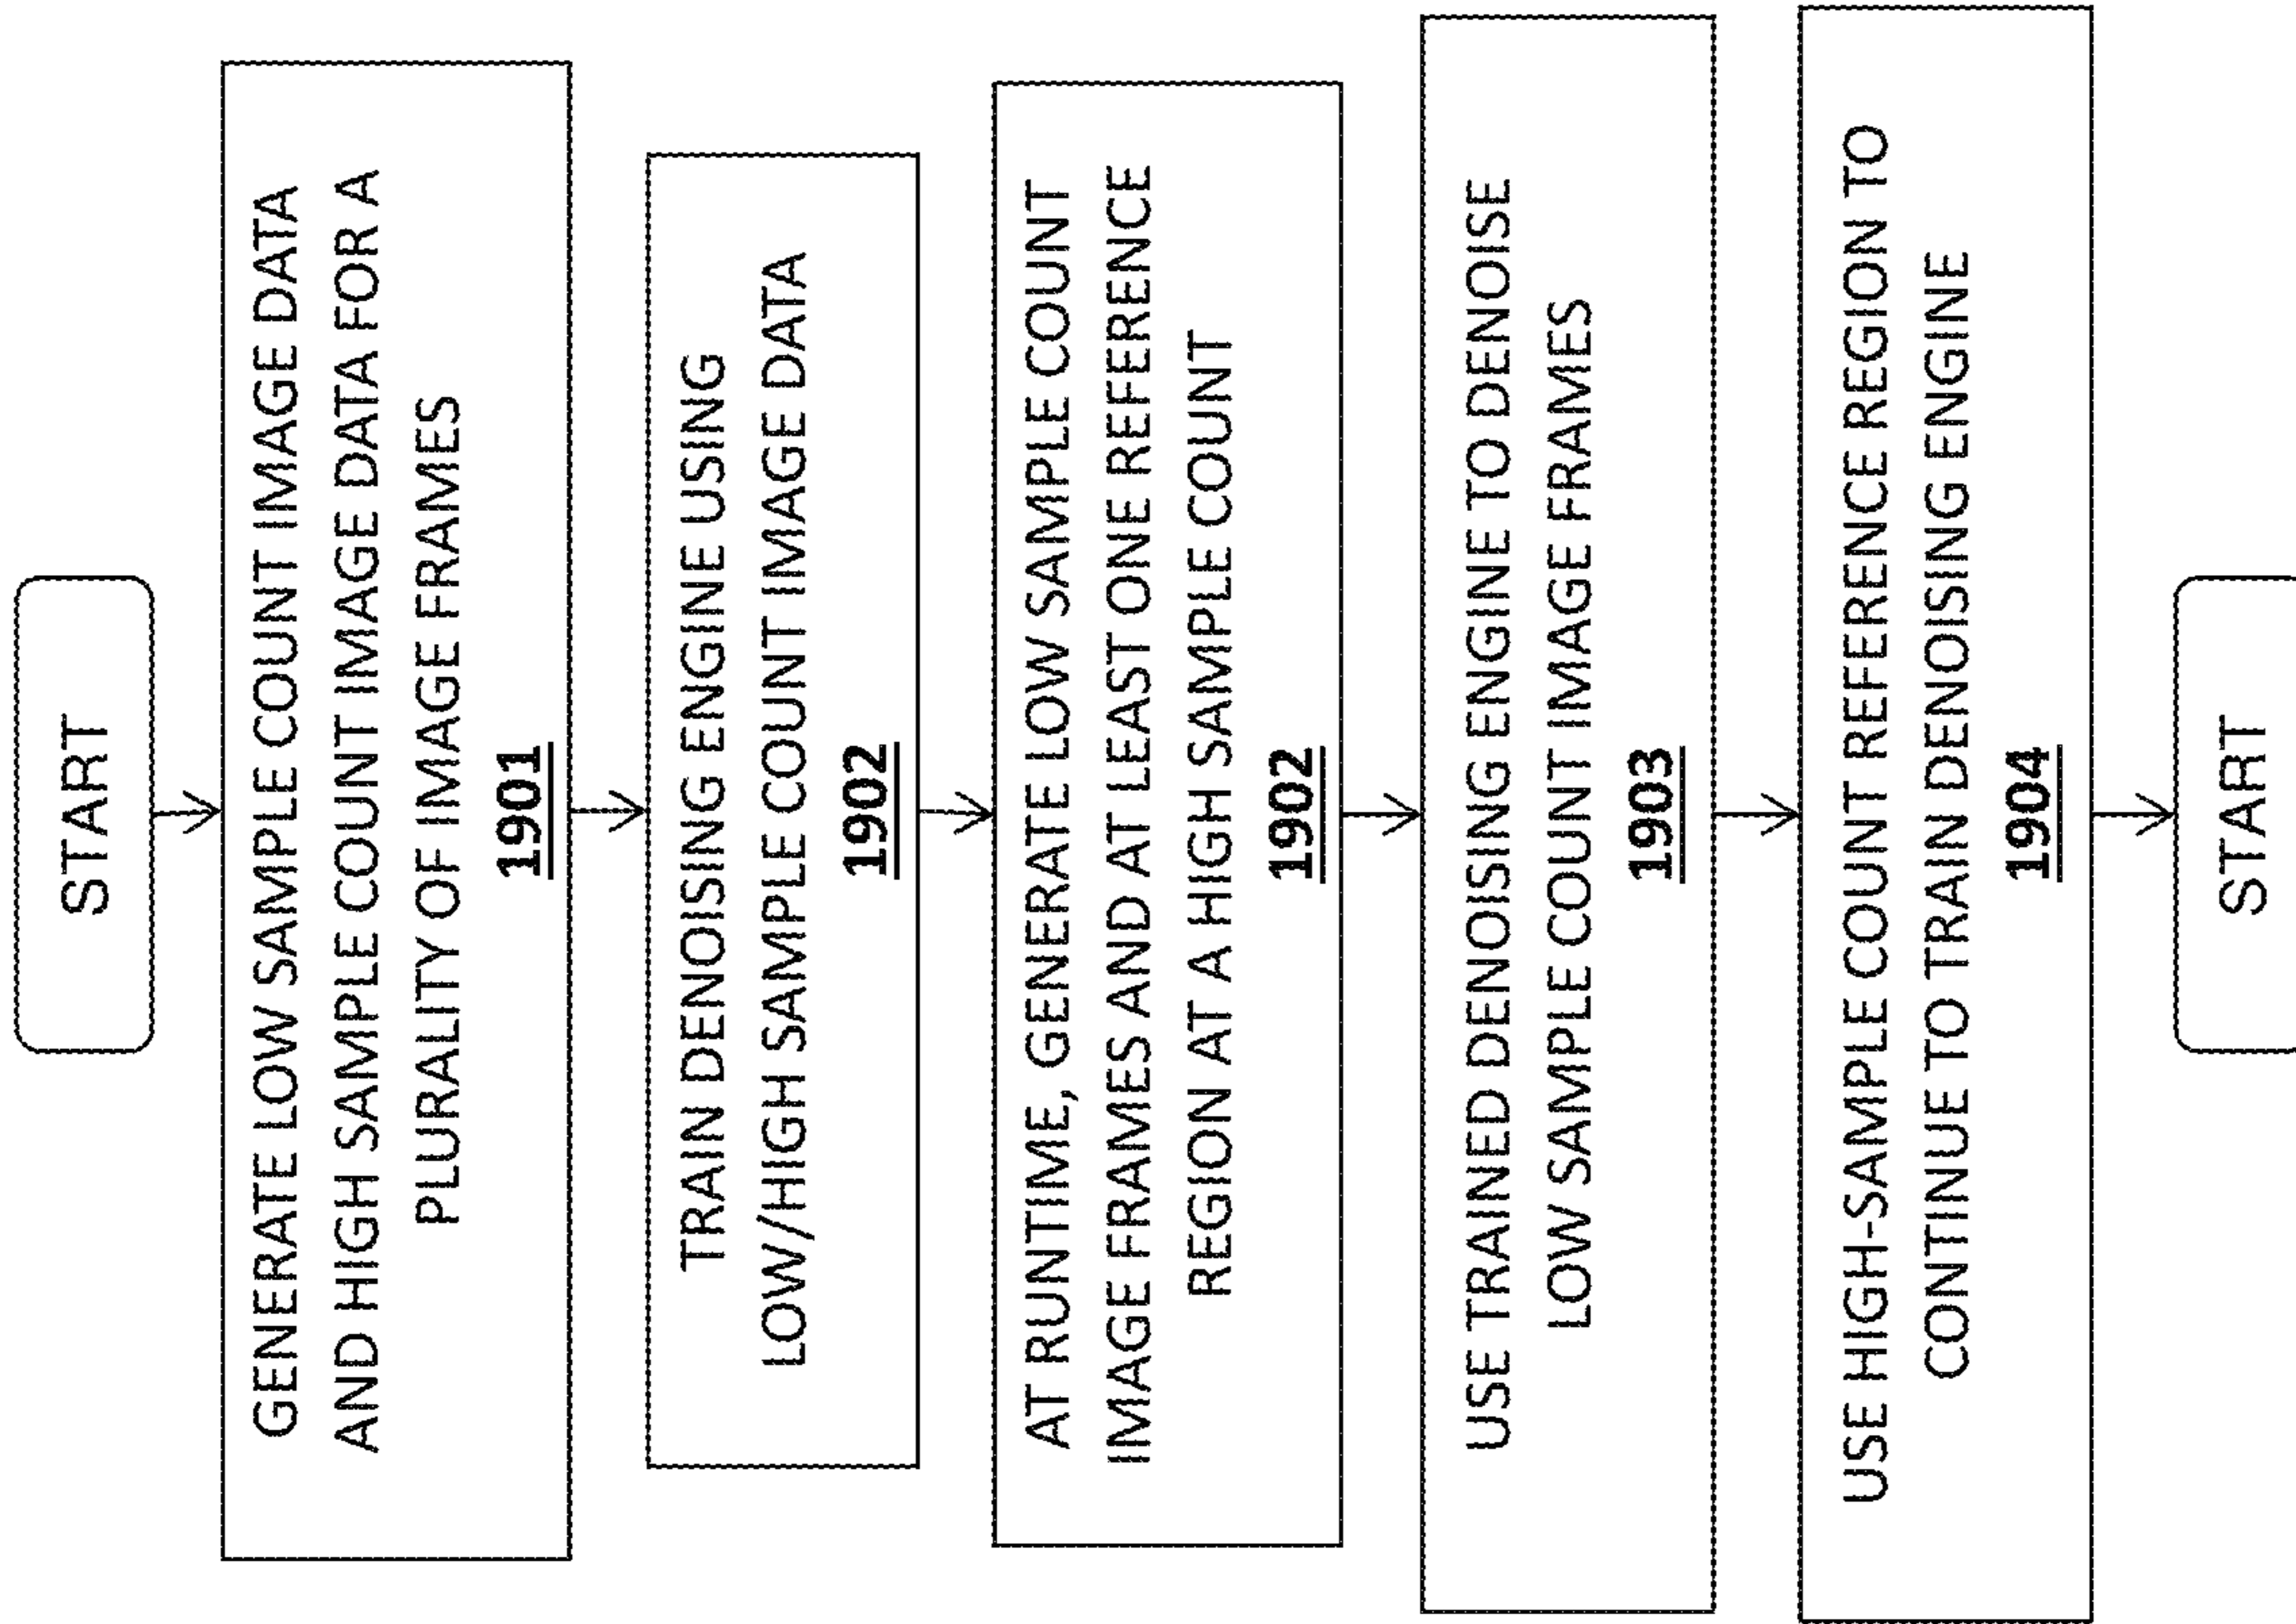 START
GENERATE LOW SAMPLE COUNT IMAGE DATA
AND HIGH SAMPLE COUNT IMAGE DATA FOR A
PLURALITY OF IMAGE FRAMES
1901
TRAIN DENOISING ENGINE USING
LOW/HIGH SAMPLE COUNT IMAGE DATA
1902
AT RUNTIME, GENERATE LOW SAMPLE COUNT
IMAGE FRAMES AND AT LEAST ONE REFERENCE
REGION AT A HIGH SAMPLE COUNT
1902
USE TRAINED DENOISING ENGINE TO DENOISE
LOW SAMPLE COUNT IMAGE FRAMES
1903
USE HIGH-SAMPLE COUNT REFERENCE REGION TO
CONTINUE TO TRAIN DENOISING ENGINE
1904
START